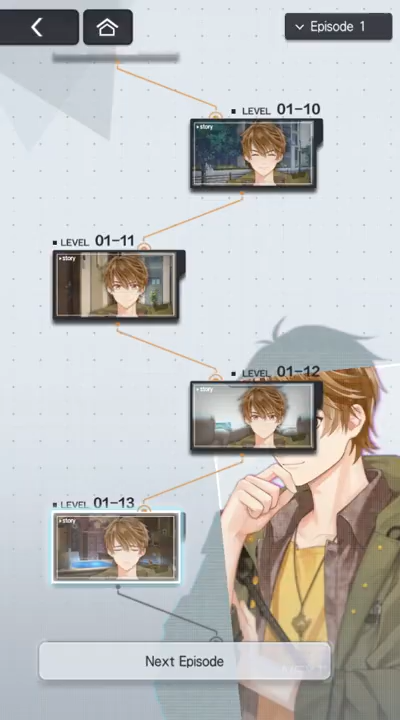 Episode 1
LEVEL 01-10
story
LEVEL 01-11
story
LEVEL 01-12
story
LEVEL 01-13
story
Next Episode